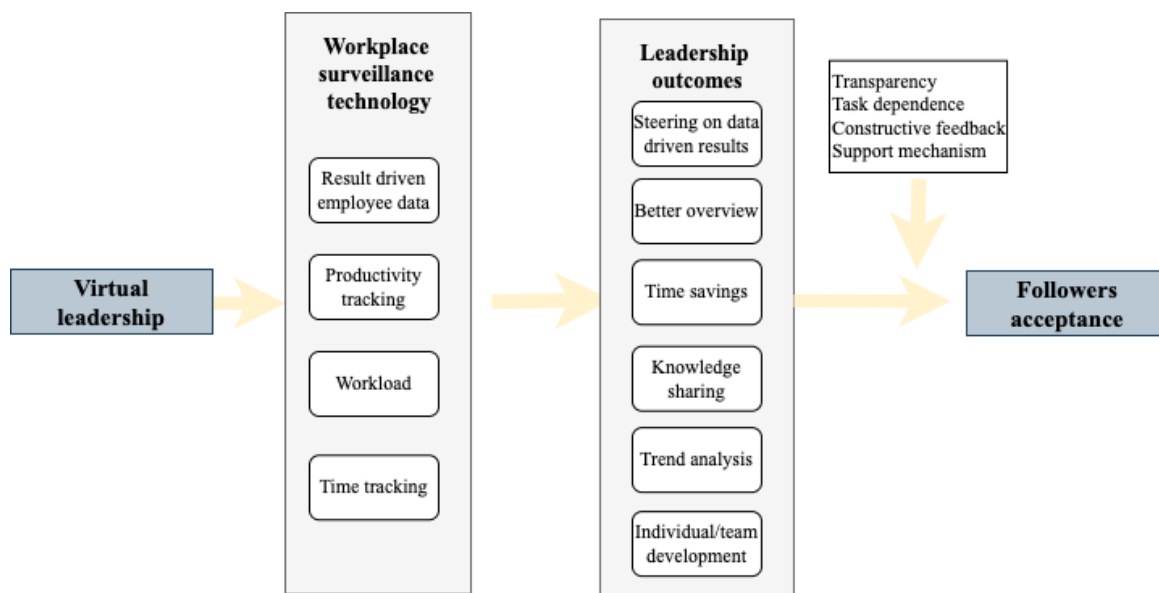 Virtual
leadership
Workplace
surveillance
technology
Result driven
employee data
Productivity
tracking
Workload
Time tracking
Leadership
outcomes
Steering on data
driven results
Better overview
Time savings
Knowledge
sharing
Trend analysis
Individual/team
development
Transparency
Task dependence
Constructive feedback
Support mechanism
Followers
acceptance